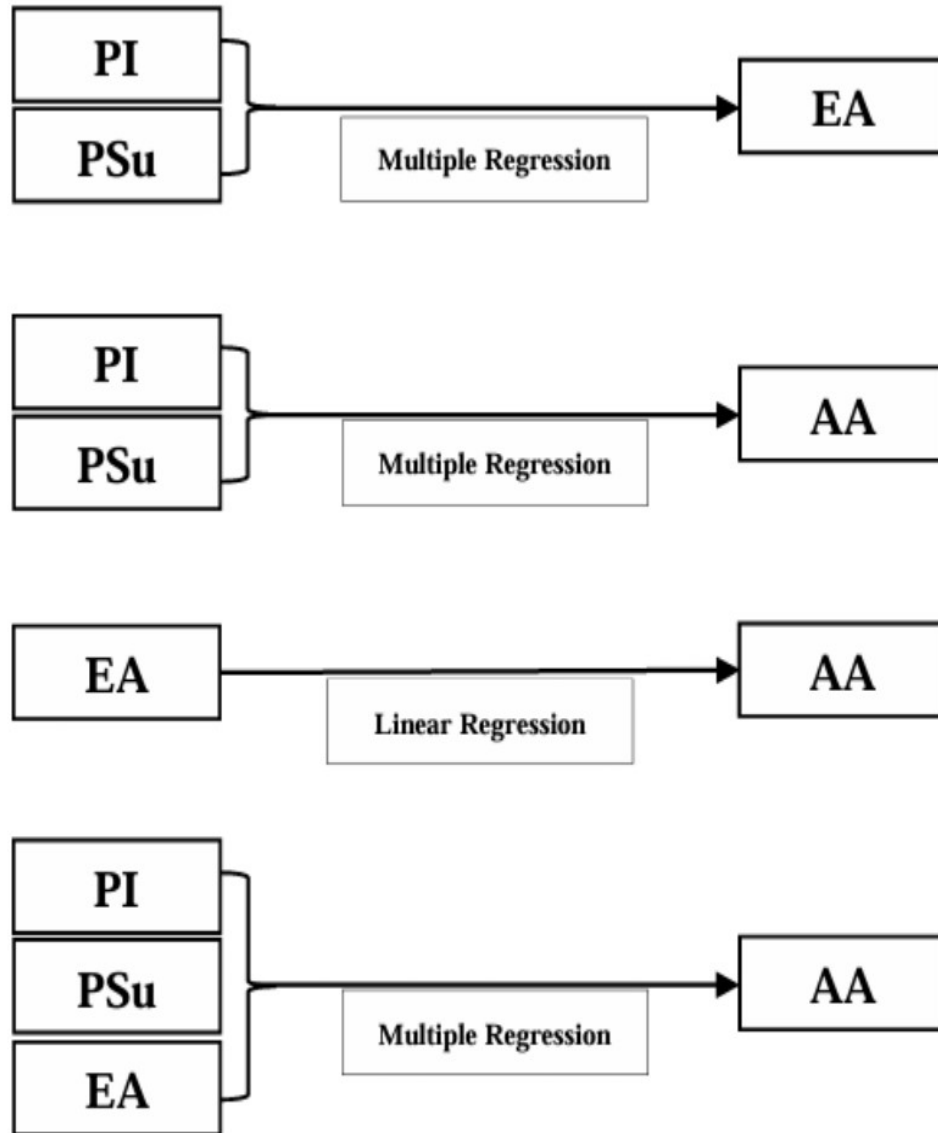 PI
PSu
EA
Multiple Regression
PI
PSu
AA
Multiple Regression
EA
AA
Linear Regression
PI
PSu
EA
AA
Multiple Regression